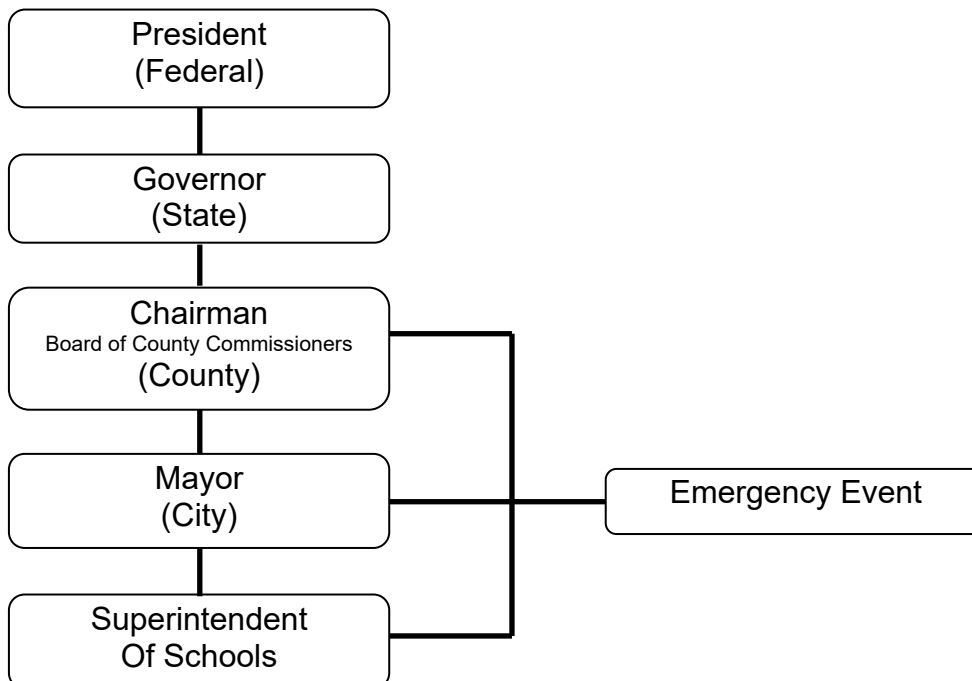 President
(Federal)
Governor
(State)
Chairman
Board of County Commissioners
(County)
Mayor
(City)
Emergency Event
Superintendent
Of Schools